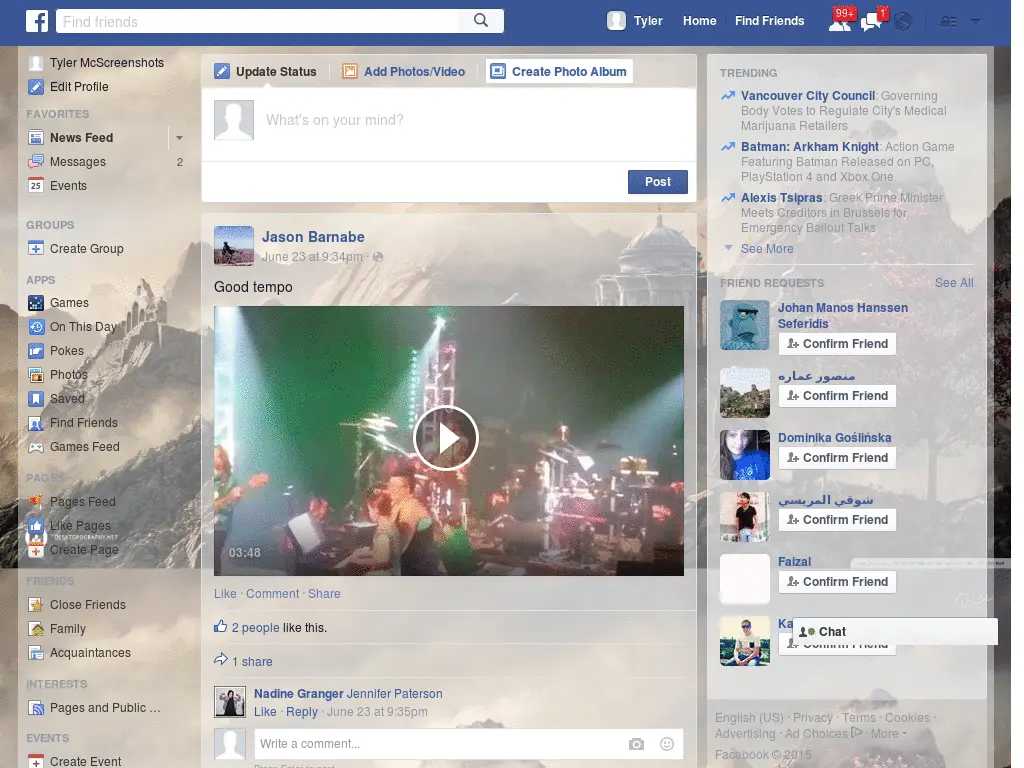 Find friends
Tyler
Home
Find Friends
99+
1
Tyler McScreenshots
Edit Profile
FAVORITES
News Feed
Messages 2
Events
GROUPS
Create Group
APPS
Games
On This Day
Pokes
Photos
Saved
Find Friends
Games Feed
PAGES
Pages Feed
Like Pages
DESKTOPOGRAPHY.NET
Create Page
FRIENDS
Close Friends
Family
Acquaintances
INTERESTS
Pages and Public ...
EVENTS
Create Event
Update Status
Add Photos/Video
Create Photo Album
What's on your mind?
Post
Jason Barnabe
June 23 at 9:34pm ·
Good tempo
03:48
Like · Comment · Share
2 people like this.
1 share
Nadine Granger Jennifer Paterson
Like · Reply · June 23 at 9:35pm
Write a comment...
TRENDING
Vancouver City Council: Governing
Body Votes to Regulate City's Medical
Marijuana Retailers
Batman: Arkham Knight: Action Game
Featuring Batman Released on PC,
PlayStation 4 and Xbox One
Alexis Tsipras: Greek Prime Minister
Meets Creditors in Brussels for
Emergency Bailout Talks
See More
FRIEND REQUESTS See All
Johan Manos Hanssen
Seferidis
Confirm Friend
منصور عماره
Confirm Friend
Dominika Goślińska
Confirm Friend
شوقي المريسي
Confirm Friend
Faizal
Confirm Friend
Ka
Chat
Confirm Friend
English (US) · Privacy · Terms · Cookies ·
Advertising · Ad Choices · More
Facebook © 2015